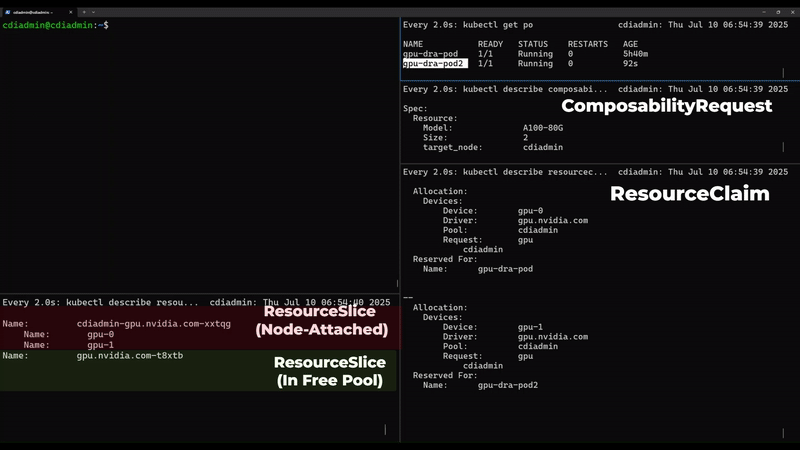 cdiadmin@cdiadmin: ~
cdiadmin@cdiadmin:~$
Every 2.0s: kubectl get po cdiadmin: Thu Jul 10 06:54:39 2025
NAME READY STATUS RESTARTS AGE
gpu-dra-pod 1/1 Running 0 5h40m
gpu-dra-pod2 1/1 Running 0 92s
Every 2.0s: kubectl describe composabi... cdiadmin: Thu Jul 10 06:54:39 2025
ComposabilityRequest
Spec:
Resource:
Model: A100-80G
Size: 2
target_node: cdiadmin
Every 2.0s: kubectl describe resourcec... cdiadmin: Thu Jul 10 06:54:39 2025
ResourceClaim
Allocation:
Devices:
Device: gpu-0
Driver: gpu.nvidia.com
Pool: cdiadmin
Request: gpu
cdiadmin
Reserved For:
Name: gpu-dra-pod
--
Allocation:
Devices:
Device: gpu-1
Driver: gpu.nvidia.com
Pool: cdiadmin
Request: gpu
cdiadmin
Reserved For:
Name: gpu-dra-pod2
Every 2.0s: kubectl describe resou... cdiadmin: Thu Jul 10 06:54:40 2025
ResourceSlice
(Node-Attached)
Name: cdiadmin-gpu.nvidia.com-xxtqg
Name: gpu-0
Name: gpu-1
Name: gpu.nvidia.com-t8xtb
ResourceSlice
(In Free Pool)